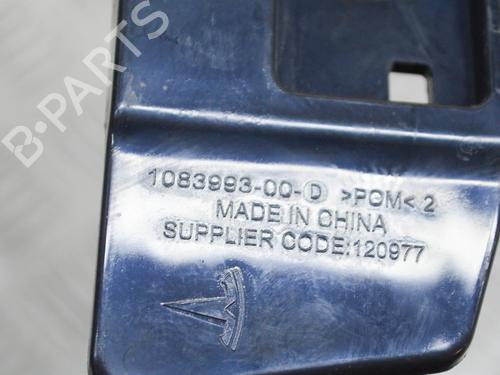 B-PARTS
1083993-00-D >POM< 2
MADE IN CHINA
SUPPLIER CODE:120977